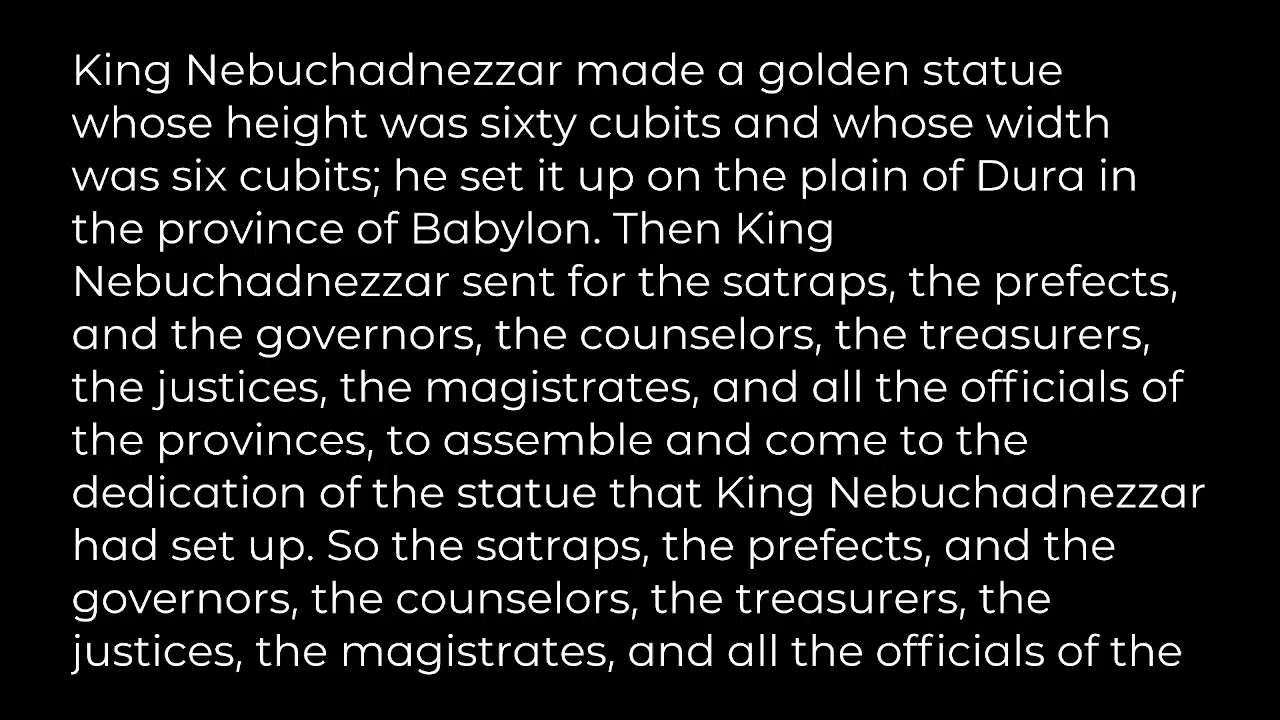 King Nebuchadnezzar made a golden statue
whose height was sixty cubits and whose width
was six cubits; he set it up on the plain of Dura in
the province of Babylon. Then King
Nebuchadnezzar sent for the satraps, the prefects,
and the governors, the counselors, the treasurers,
the justices, the magistrates, and all the officials of
the provinces, to assemble and come to the
dedication of the statue that King Nebuchadnezzar
had set up. So the satraps, the prefects, and the
governors, the counselors, the treasurers, the
justices, the magistrates, and all the officials of the